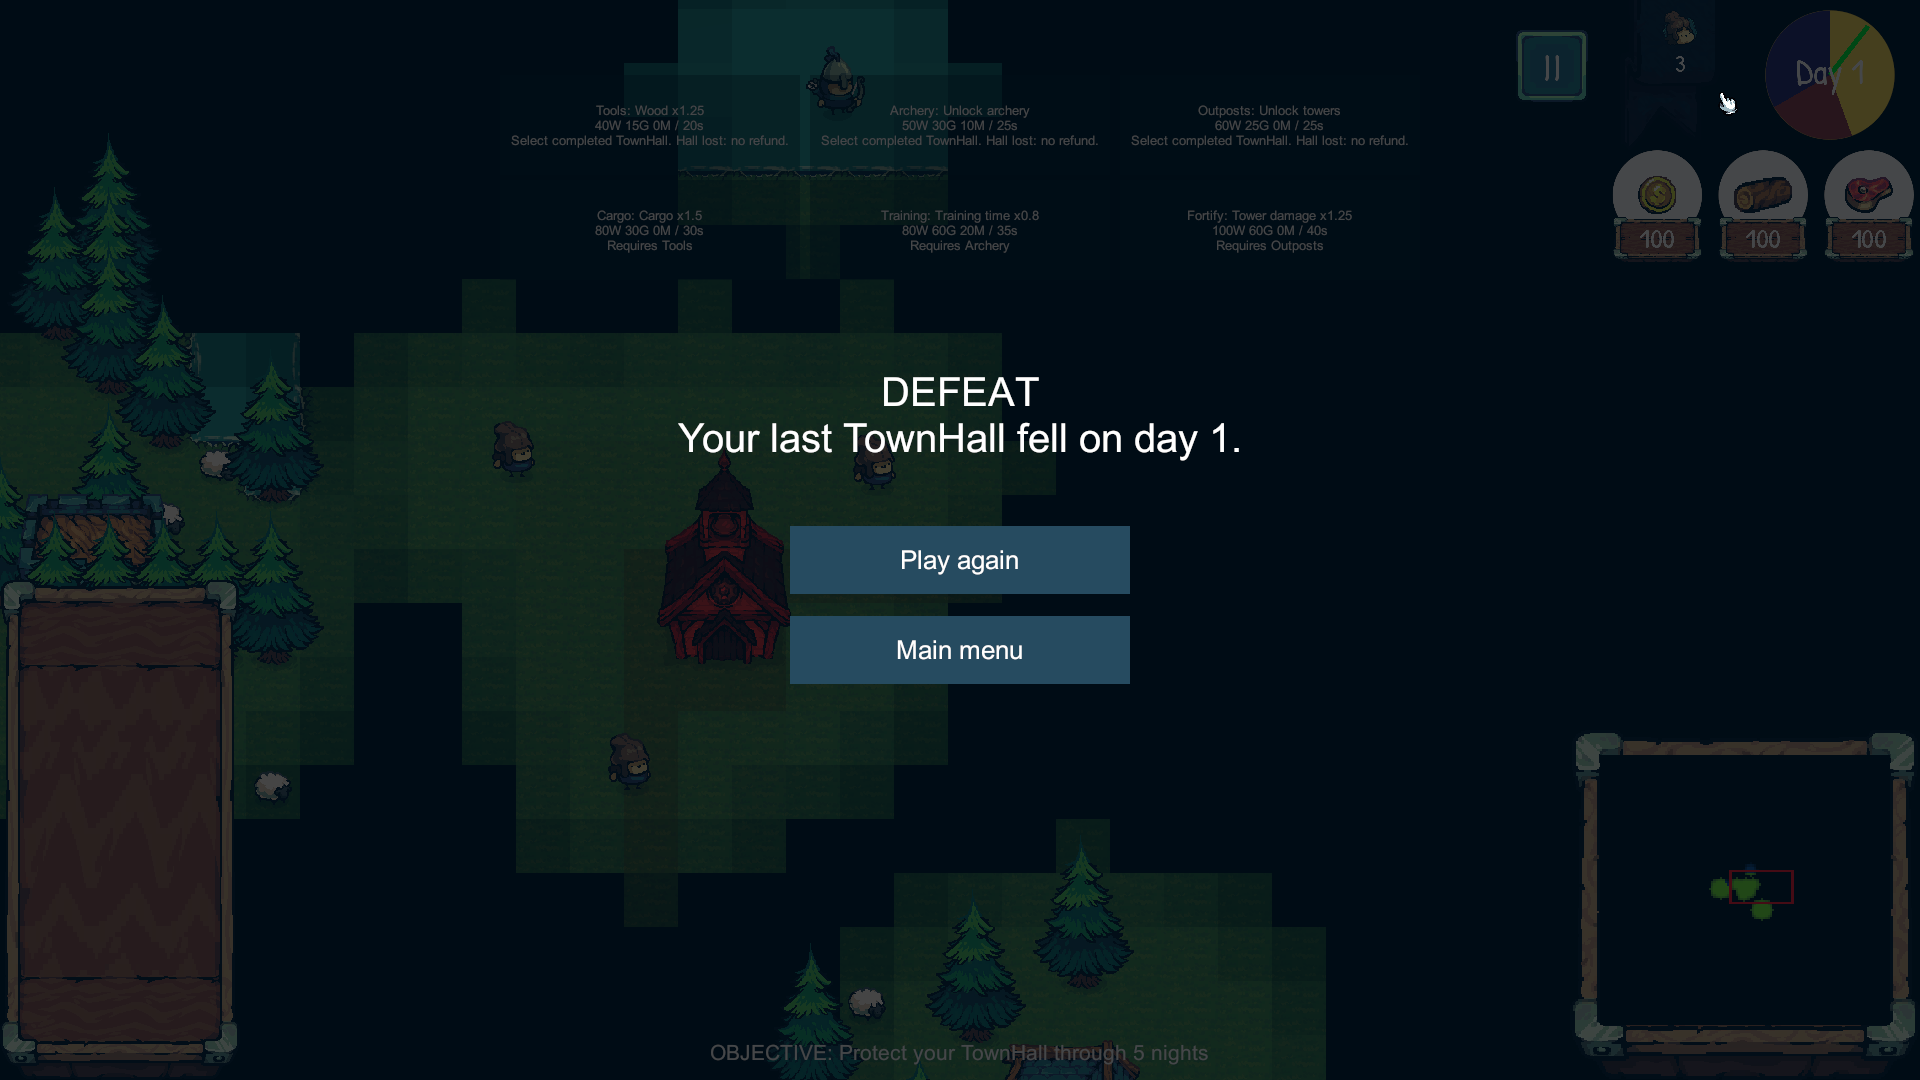 Tools: Wood x1.25
40W 15G 0M / 20s
Select completed TownHall. Hall lost: no refund.
Archery: Unlock archery
50W 30G 10M / 25s
Select completed TownHall. Hall lost: no refund.
Outposts: Unlock towers
60W 25G 0M / 25s
Select completed TownHall. Hall lost: no refund.
3
Day 1
Cargo: Cargo x1.5
80W 30G 0M / 30s
Requires Tools
Training: Training time x0.8
80W 60G 20M / 35s
Requires Archery
Fortify: Tower damage x1.25
100W 60G 0M / 40s
Requires Outposts
100
100
100
DEFEAT
Your last TownHall fell on day 1.
Play again
Main menu
OBJECTIVE: Protect your TownHall through 5 nights